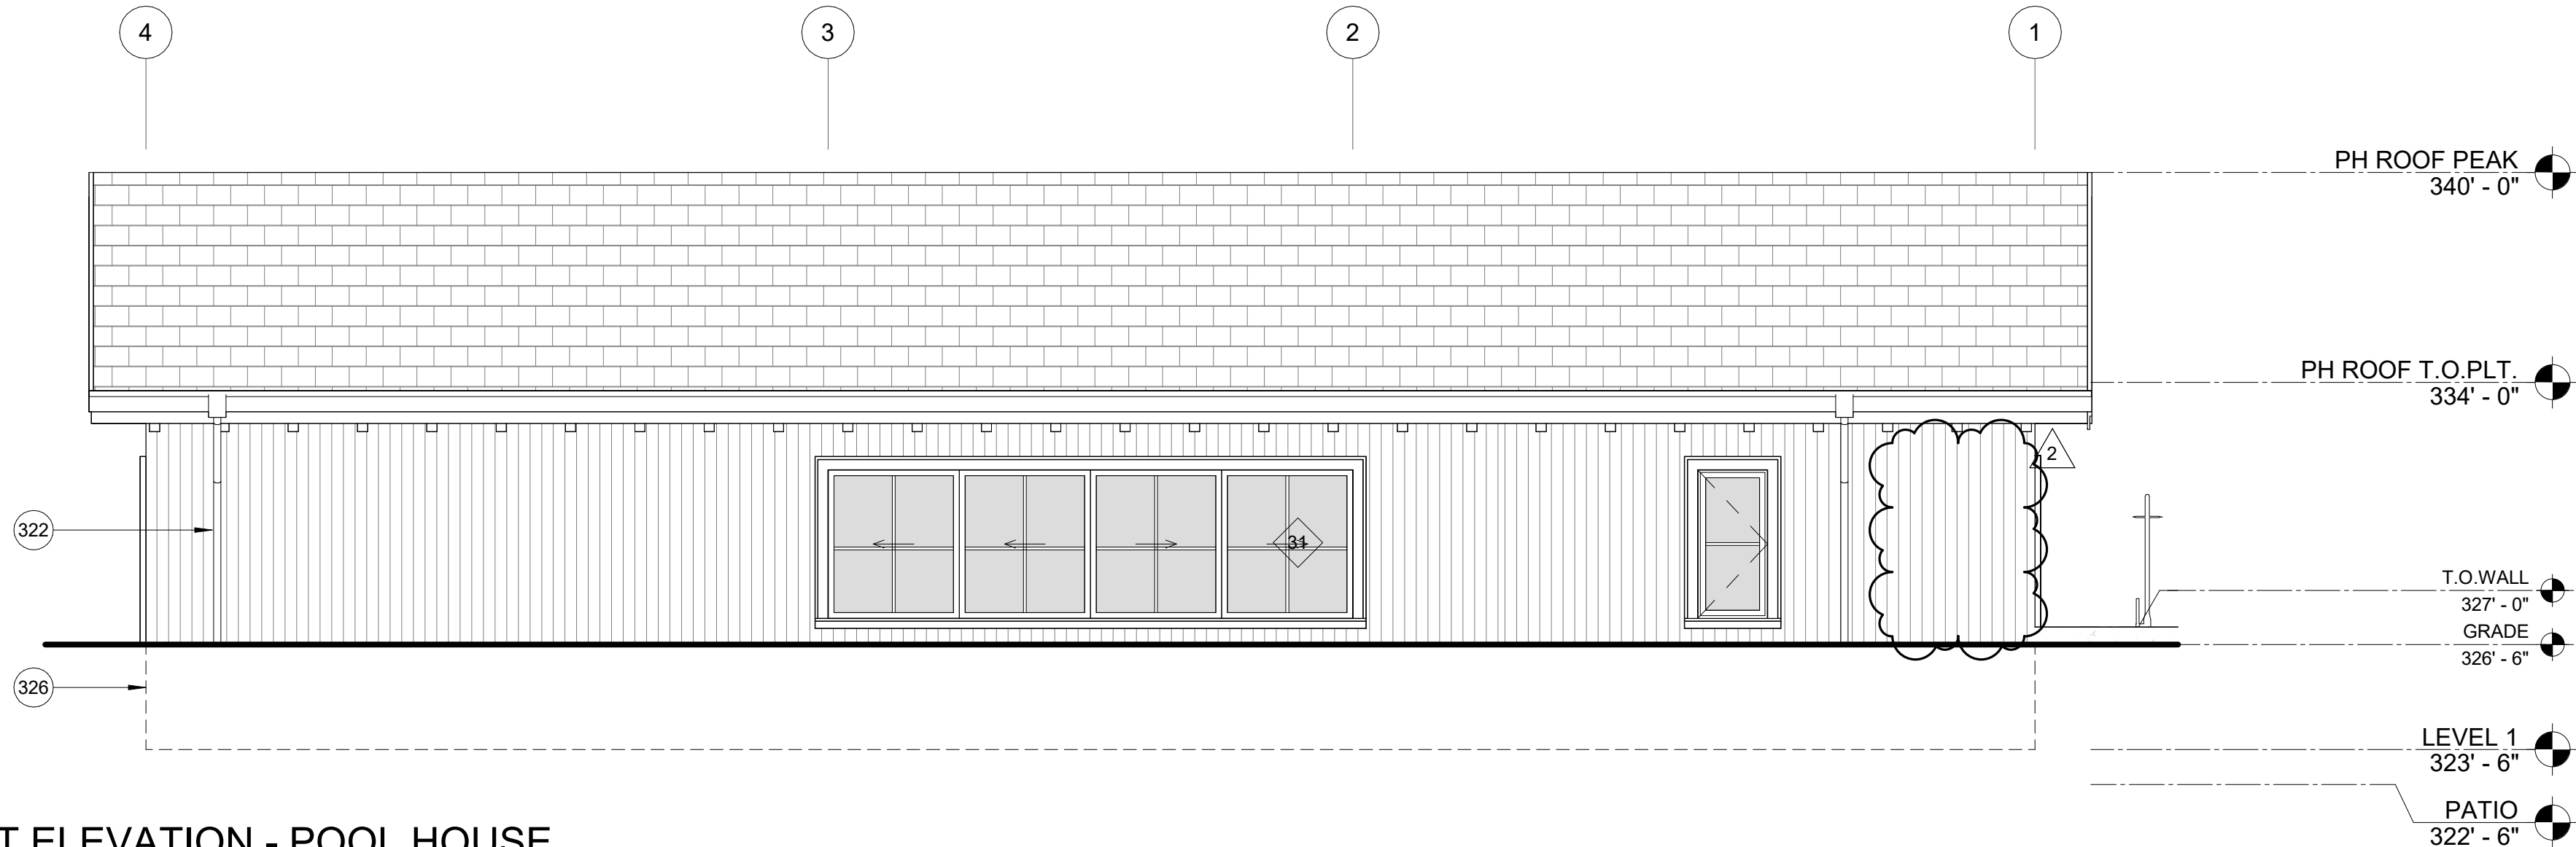 4
3
2
1
PH ROOF PEAK
340' - 0"
PH ROOF T.O.PLT.
334' - 0"
2
322
31
T.O.WALL
327' - 0"
GRADE
326' - 6"
326
LEVEL 1
323' - 6"
PATIO
322' - 6"
T ELEVATION - POOL HOUSE